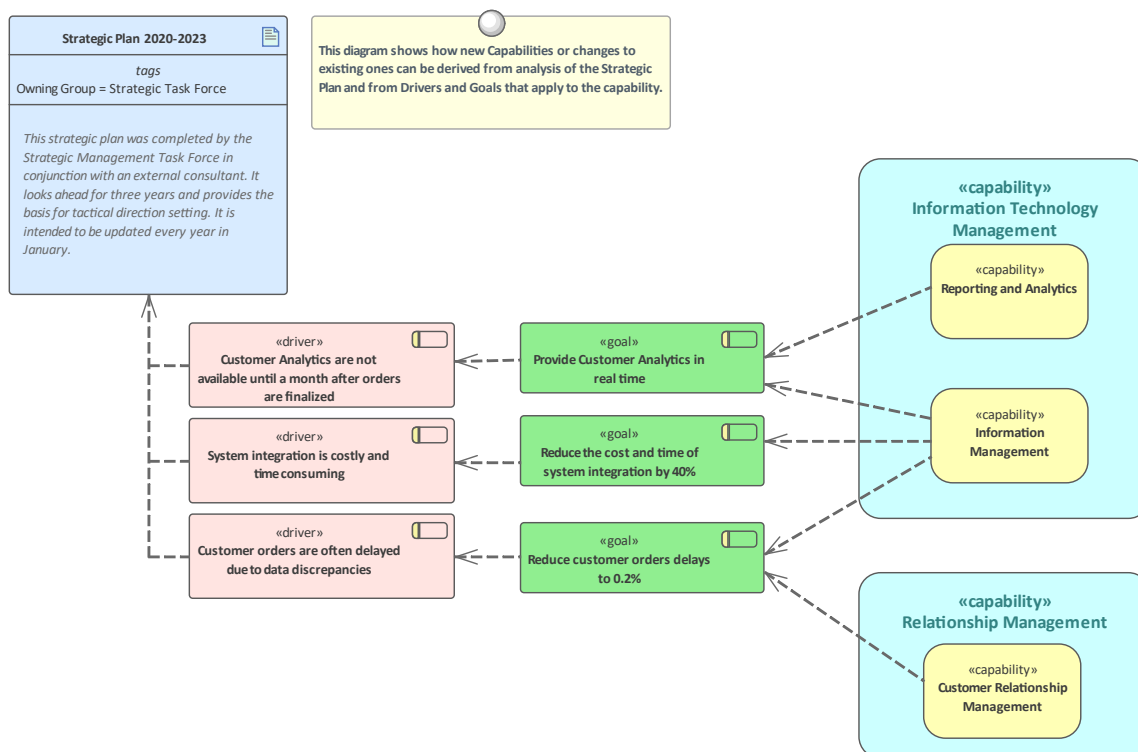 Strategic Plan 2020-2023
tags
Owning Group = Strategic Task Force
This strategic plan was completed by the
Strategic Management Task Force in
conjunction with an external consultant. It
looks ahead for three years and provides the
basis for tactical direction setting. It is
intended to be updated every year in
January.
This diagram shows how new Capabilities or changes to
existing ones can be derived from analysis of the Strategic
Plan and from Drivers and Goals that apply to the capability.
«driver»
Customer Analytics are not
available until a month after orders
are finalized
«driver»
System integration is costly and
time consuming
«driver»
Customer orders are often delayed
due to data discrepancies
«goal»
Provide Customer Analytics in
real time
«goal»
Reduce the cost and time of
system integration by 40%
«goal»
Reduce customer orders delays
to 0.2%
«capability»
Information Technology
Management
«capability»
Reporting and Analytics
«capability»
Information
Management
«capability»
Relationship Management
«capability»
Customer Relationship
Management